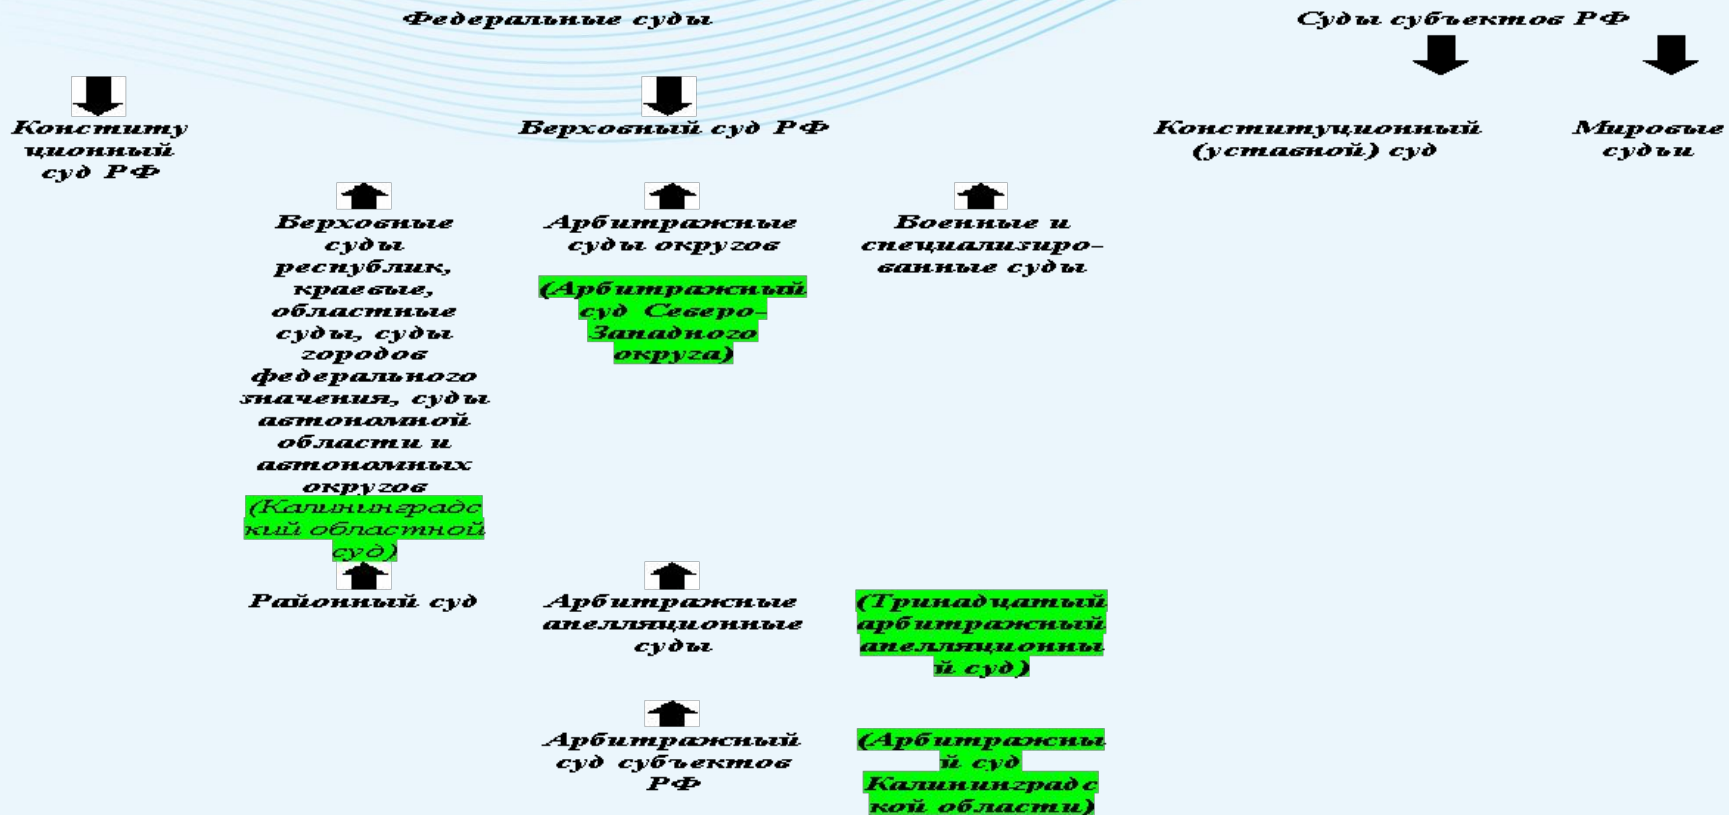 Федеральные суды
Суды субъектов РФ
Конститу
ционный
суд РФ
Верховный суд РФ
Конституционный
(уставной) суд
Мировые
судьи
Верховные
суды
республик,
краевые,
областные
суды, суды
городов
федерального
значения, суды
автономной
области и
автономных
округов
(Калининградс
кий областной
суд)
Арбитражные
суды округов
(Арбитражный
суд Северо-
Западного
округа)
Военные и
специализиро-
ванные суды
Районный суд
Арбитражные
апелляционные
суды
(Тринадцатый
арбитражный
апелляционны
й суд)
Арбитражный
суд субъектов
РФ
(Арбитражны
й суд
Калининградс
кой области)